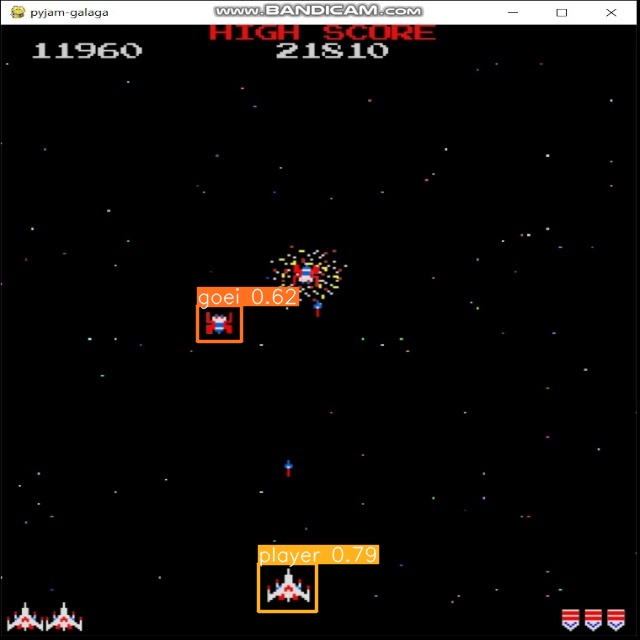 pyjam-galaga
www.BANDICAM.com
HIGH SCORE
11960 21810
goei 0.62
player 0.79